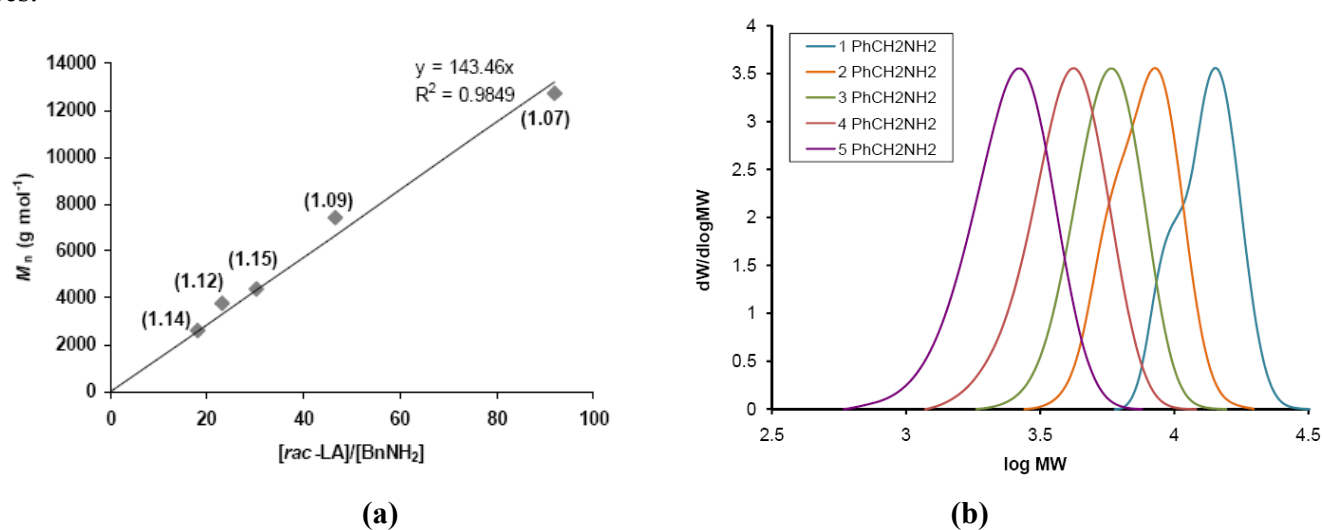 14000
12000
10000
8000
6000
4000
2000
0
Mn (g mol-1)
y = 143.46x
R2 = 0.9849
(1.07)
(1.09)
(1.15)
(1.12)
(1.14)
0 20 40 60 80 100
[rac-LA]/[BnNH2]
(a)
4
3.5
3
2.5
2
1.5
1
0.5
0
dW/dlogMW
1 PhCH2NH2
2 PhCH2NH2
3 PhCH2NH2
4 PhCH2NH2
5 PhCH2NH2
2.5 3 3.5 4 4.5
log MW
(b)